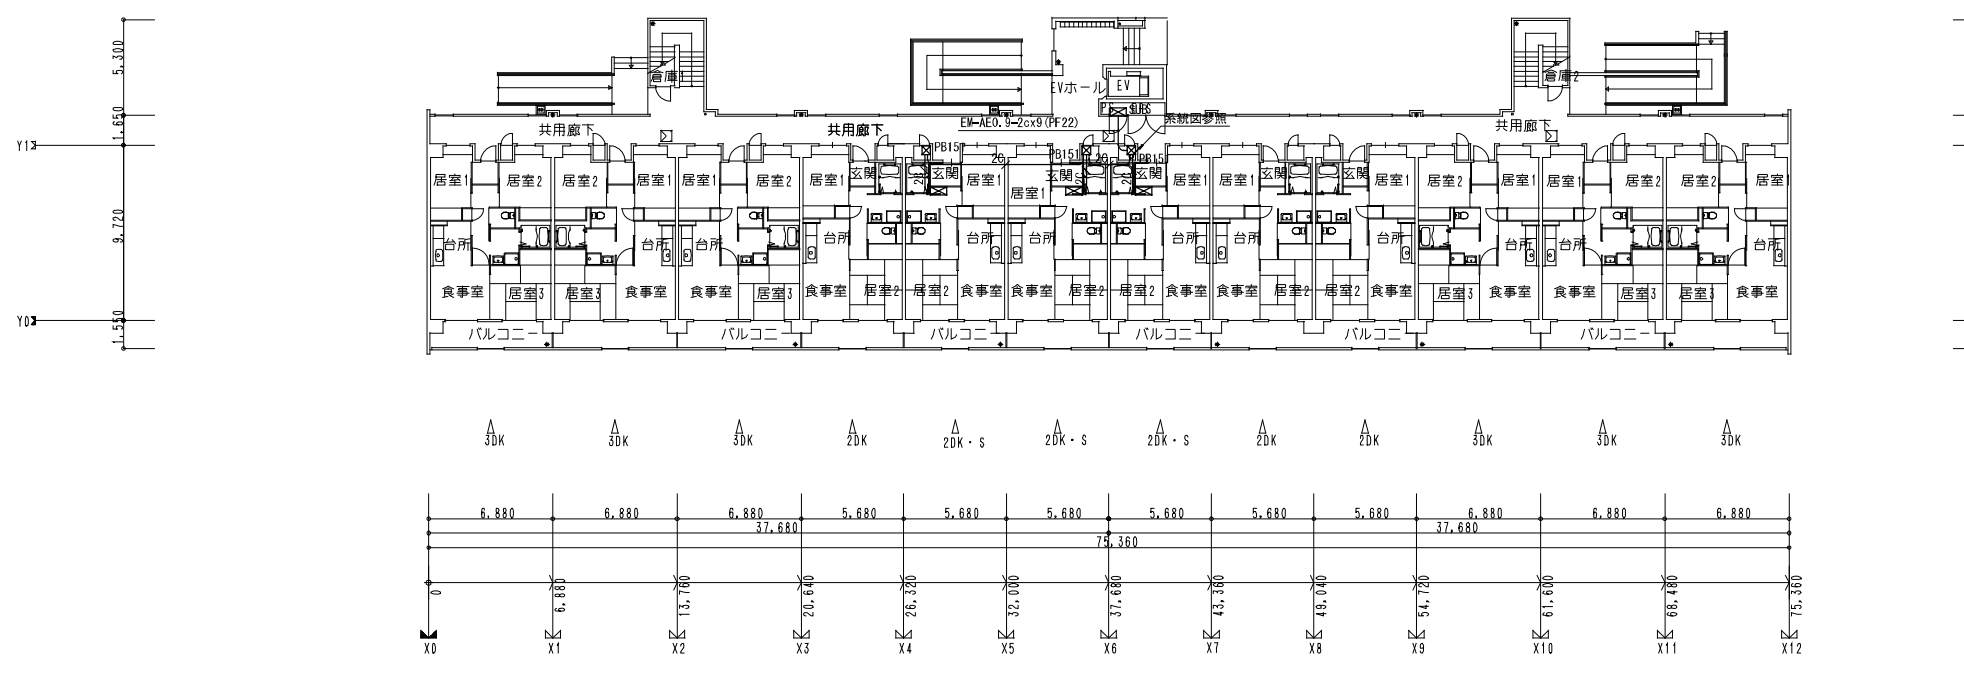 5,300
1,650
9,720
1,550
Y1
Y0
倉庫1
EVホール
EV
PS
倉庫2
EM-AE0.9-2cx9(PF22)
系統図参照
共用廊下
共用廊下
共用廊下
PB15
2C
PB151
2C
PB15
居室1 居室2 居室2 居室1 居室1 居室2 居室1 玄関 2C 玄関 居室1 居室1 玄関 2C 2C 玄関 居室1 居室1 玄関 玄関 居室1 居室2 居室1 居室1 居室2 居室2 居室1
台所 台所 台所 台所 台所 台所 台所 台所 台所 台所 台所 台所
食事室 居室3 居室3 食事室 食事室 居室3 食事室 居室2 居室2 食事室 食事室 居室2 居室2 食事室 食事室 居室2 居室2 食事室 居室3 食事室 食事室 居室3 居室3 食事室
バルコニー バルコニー バルコニー バルコニー バルコニー バルコニー
3DK 3DK 3DK 2DK 2DK・S 2DK・S 2DK・S 2DK 2DK 3DK 3DK 3DK
6,880 6,880 6,880 5,680 5,680 5,680 5,680 5,680 5,680 6,880 6,880 6,880
37,680 37,680
75,360
0 6,880 13,760 20,640 26,320 32,000 37,680 43,360 49,040 54,720 61,600 68,480 75,360
X0 X1 X2 X3 X4 X5 X6 X7 X8 X9 X10 X11 X12